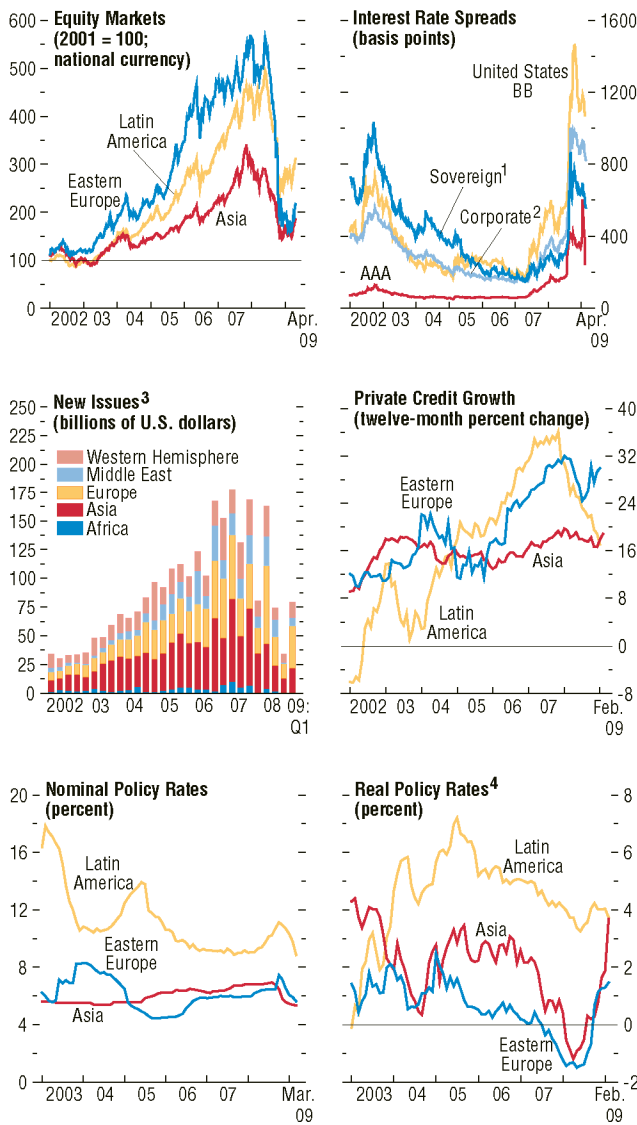 Equity Markets
(2001 = 100;
national currency)
600
500
400
300
200
100
0
Latin
America
Eastern
Europe
Asia
2002 03 04 05 06 07 Apr.
09
Interest Rate Spreads
(basis points)
1600
1200
800
400
0
United States
BB
Sovereign¹
Corporate²
AAA
2002 03 04 05 06 07 Apr.
09
New Issues³
(billions of U.S. dollars)
250
225
200
175
150
125
100
75
50
25
0
Western Hemisphere
Middle East
Europe
Asia
Africa
2002 03 04 05 06 07 08 09:
Q1
Private Credit Growth
(twelve-month percent change)
40
32
24
16
8
0
-8
Eastern
Europe
Asia
Latin
America
2002 03 04 05 06 07 Feb.
09
Nominal Policy Rates
(percent)
20
16
12
8
4
0
Latin
America
Eastern
Europe
Asia
2003 04 05 06 07 Mar.
09
Real Policy Rates⁴
(percent)
8
6
4
2
0
-2
Latin
America
Asia
Eastern
Europe
2003 04 05 06 07 Feb.
09